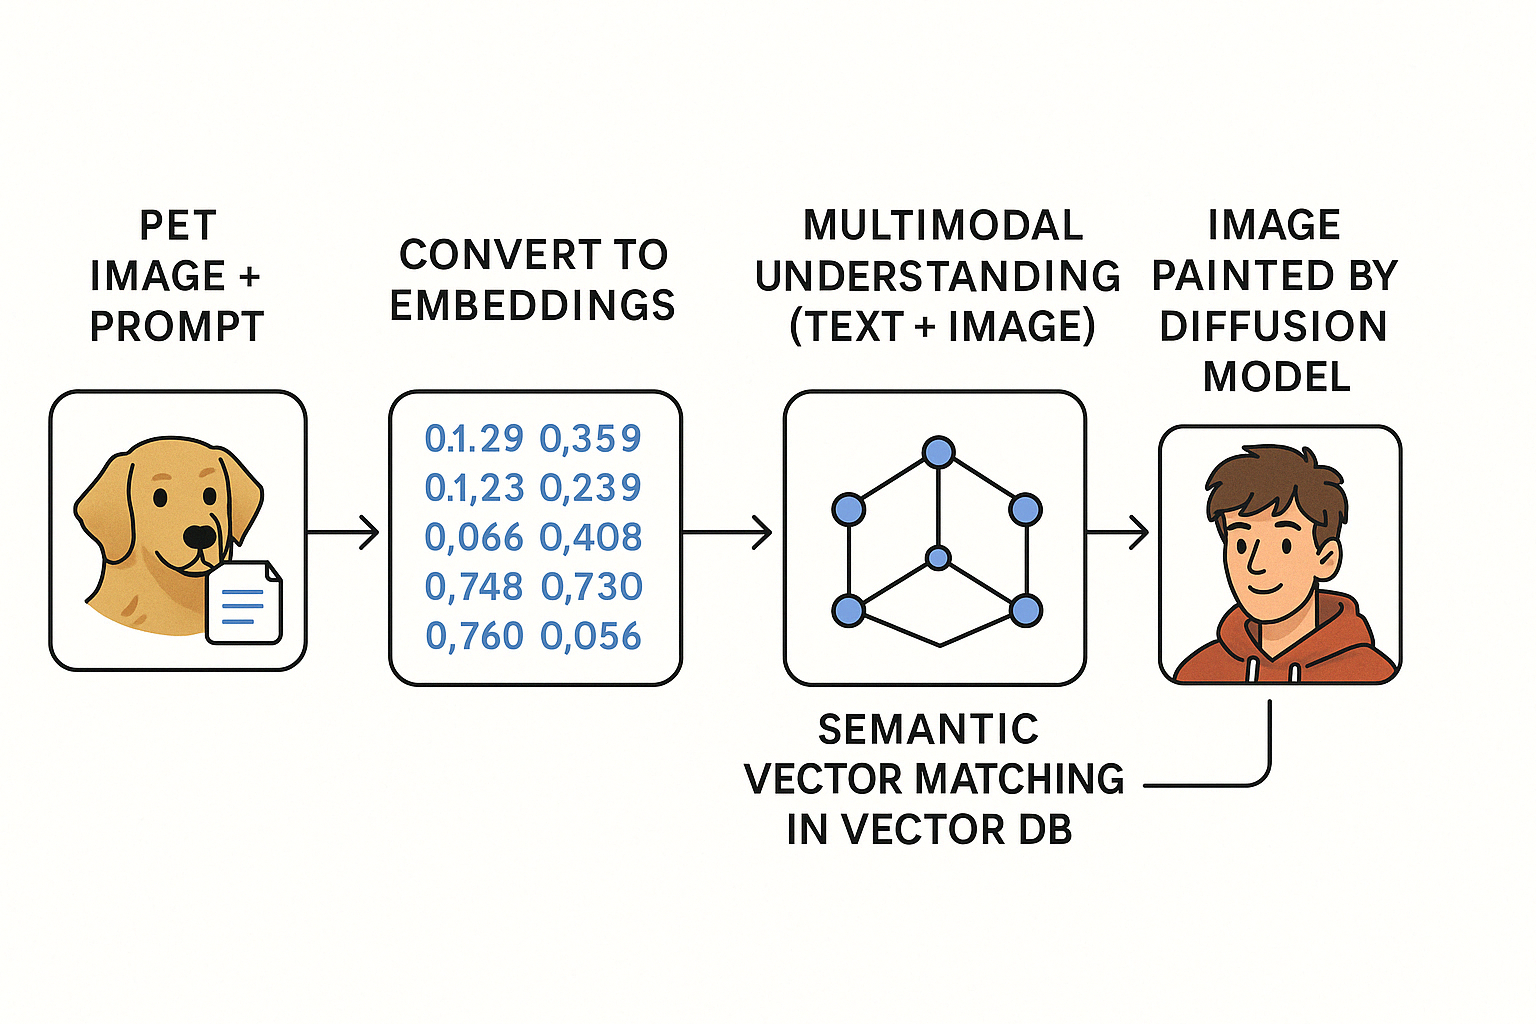 PET
IMAGE +
PROMPT
CONVERT TO
EMBEDDINGS
0.1.29 0,359
0.1,23 0,239
0,066 0,408
0,748 0,730
0,760 0,056
MULTIMODAL
UNDERSTANDING
(TEXT + IMAGE)
SEMANTIC
VECTOR MATCHING
IN VECTOR DB
IMAGE
PAINTED BY
DIFFUSION
MODEL